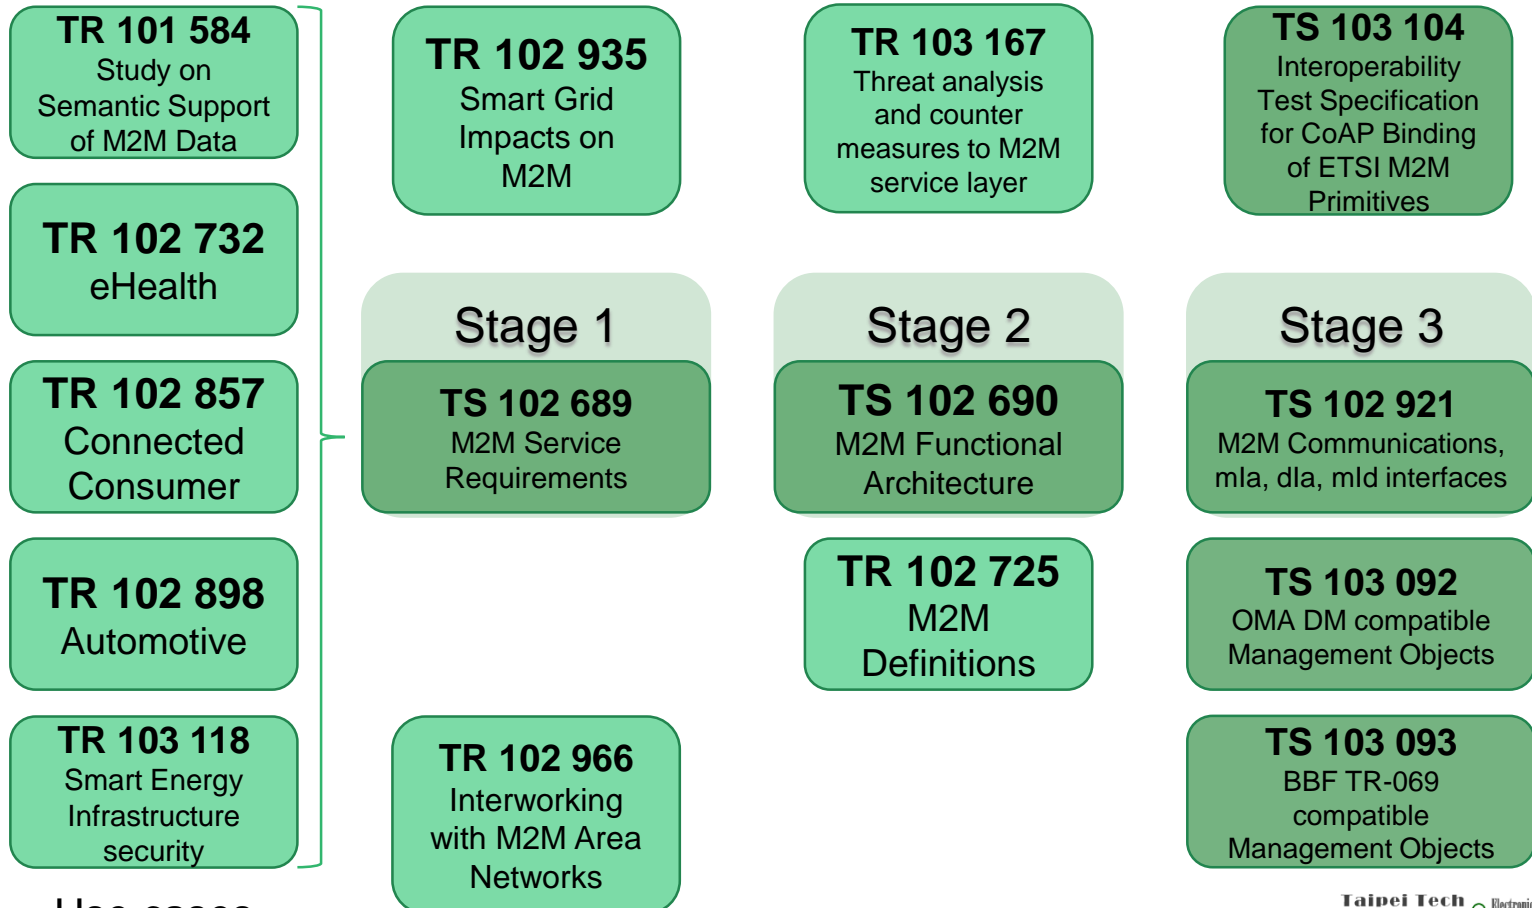 TR 101 584
Study on
Semantic Support
of M2M Data
TR 102 732
eHealth
TR 102 857
Connected
Consumer
TR 102 898
Automotive
TR 103 118
Smart Energy
Infrastructure
security
Use cases
TR 102 935
Smart Grid
Impacts on
M2M
Stage 1
TS 102 689
M2M Service
Requirements
TR 102 966
Interworking
with M2M Area
Networks
TR 103 167
Threat analysis
and counter
measures to M2M
service layer
Stage 2
TS 102 690
M2M Functional
Architecture
TR 102 725
M2M
Definitions
TS 103 104
Interoperability
Test Specification
for CoAP Binding
of ETSI M2M
Primitives
Stage 3
TS 102 921
M2M Communications,
mIa, dIa, mId interfaces
TS 103 092
OMA DM compatible
Management Objects
TS 103 093
BBF TR-069
compatible
Management Objects
Taipei Tech